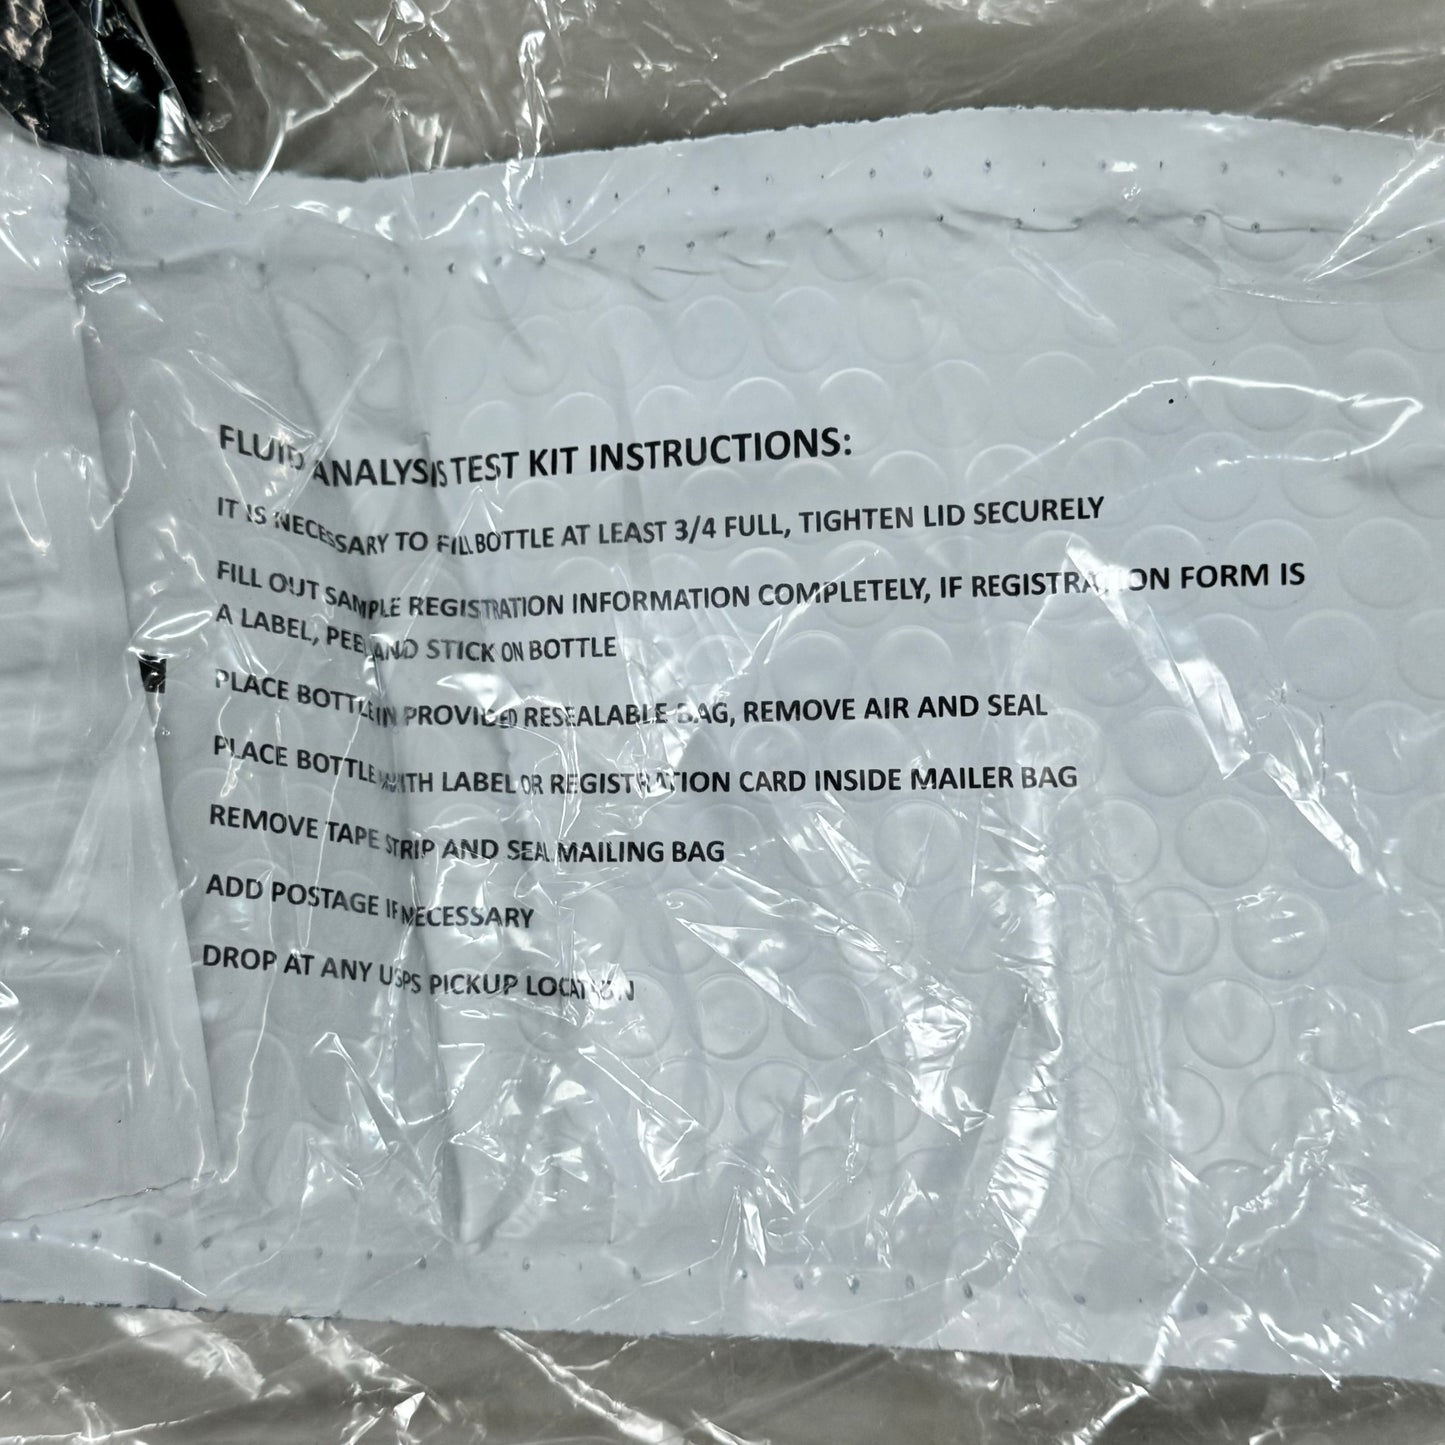 FLUID ANALYSIS TEST KIT INSTRUCTIONS:
IT IS NECESSARY TO FILL BOTTLE AT LEAST 3/4 FULL, TIGHTEN LID SECURELY
FILL OUT SAMPLE REGISTRATION INFORMATION COMPLETELY, IF REGISTRATION FORM IS
A LABEL, PEEL AND STICK ON BOTTLE
PLACE BOTTLE IN PROVIDED RESEALABLE BAG, REMOVE AIR AND SEAL
PLACE BOTTLE WITH LABEL OR REGISTRATION CARD INSIDE MAILER BAG
REMOVE TAPE STRIP AND SEAL MAILING BAG
ADD POSTAGE IF NECESSARY
DROP AT ANY USPS PICKUP LOCATION